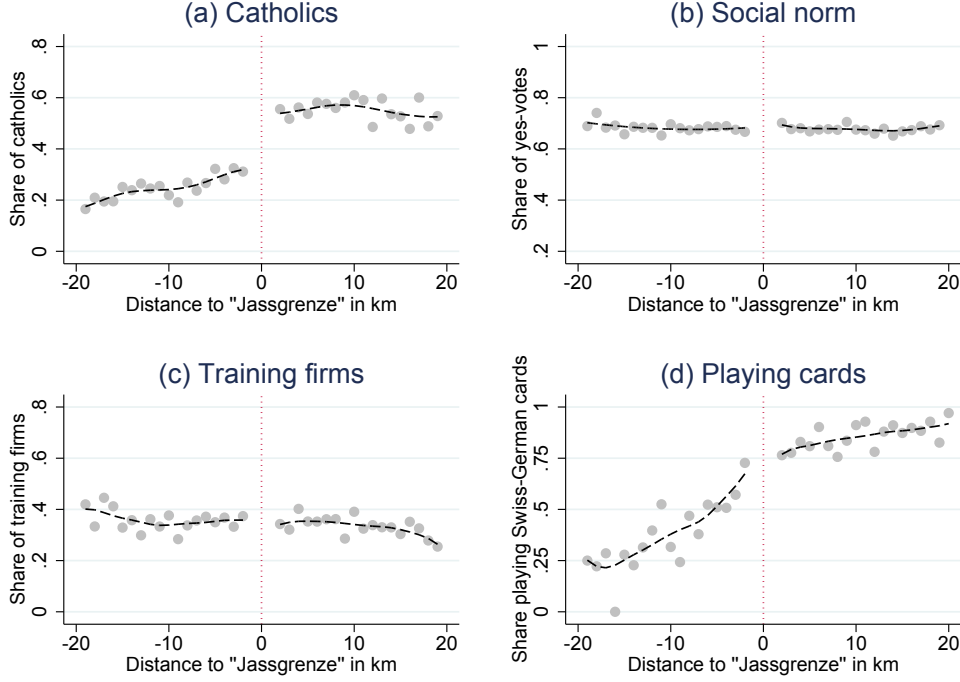 (a) Catholics
Share of catholics
0 .2 .4 .6 .8
-20 -10 0 10 20
Distance to "Jassgrenze" in km
(b) Social norm
Share of yes-votes
.2 .4 .6 .8 1
-20 -10 0 10 20
Distance to "Jassgrenze" in km
(c) Training firms
Share of training firms
0 .2 .4 .6 .8
-20 -10 0 10 20
Distance to "Jassgrenze" in km
(d) Playing cards
Share playing Swiss-German cards
0 .25 .5 .75 1
-20 -10 0 10 20
Distance to "Jassgrenze" in km